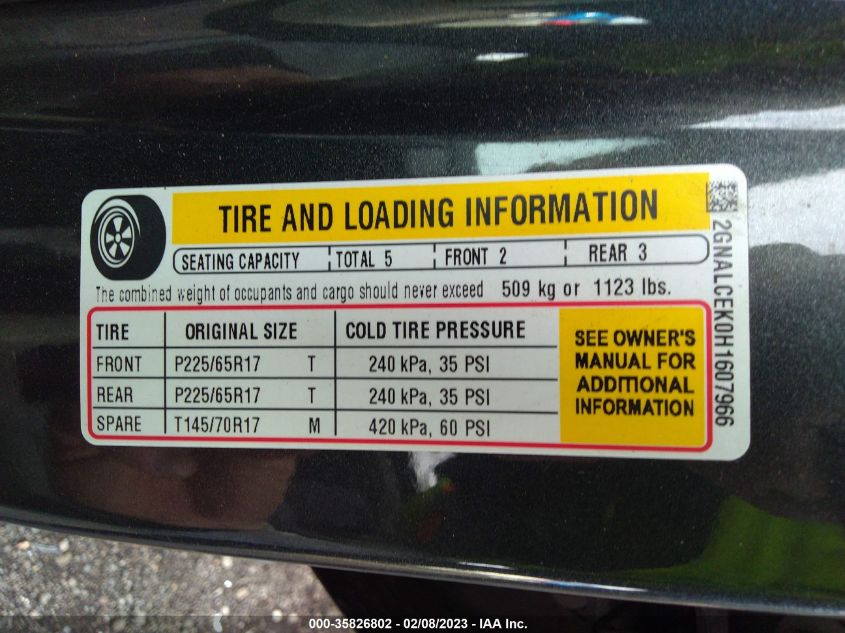 TIRE AND LOADING INFORMATION
SEATING CAPACITY TOTAL 5 FRONT 2 REAR 3
The combined weight of occupants and cargo should never exceed 509 kg or 1123 lbs.
TIRE ORIGINAL SIZE COLD TIRE PRESSURE
FRONT P225/65R17 T 240 kPa, 35 PSI
REAR P225/65R17 T 240 kPa, 35 PSI
SPARE T145/70R17 M 420 kPa, 60 PSI
SEE OWNER'S
MANUAL FOR
ADDITIONAL
INFORMATION
2GNALCEK0H1607966
000-35826802 — 02/08/2023 — IAA Inc.